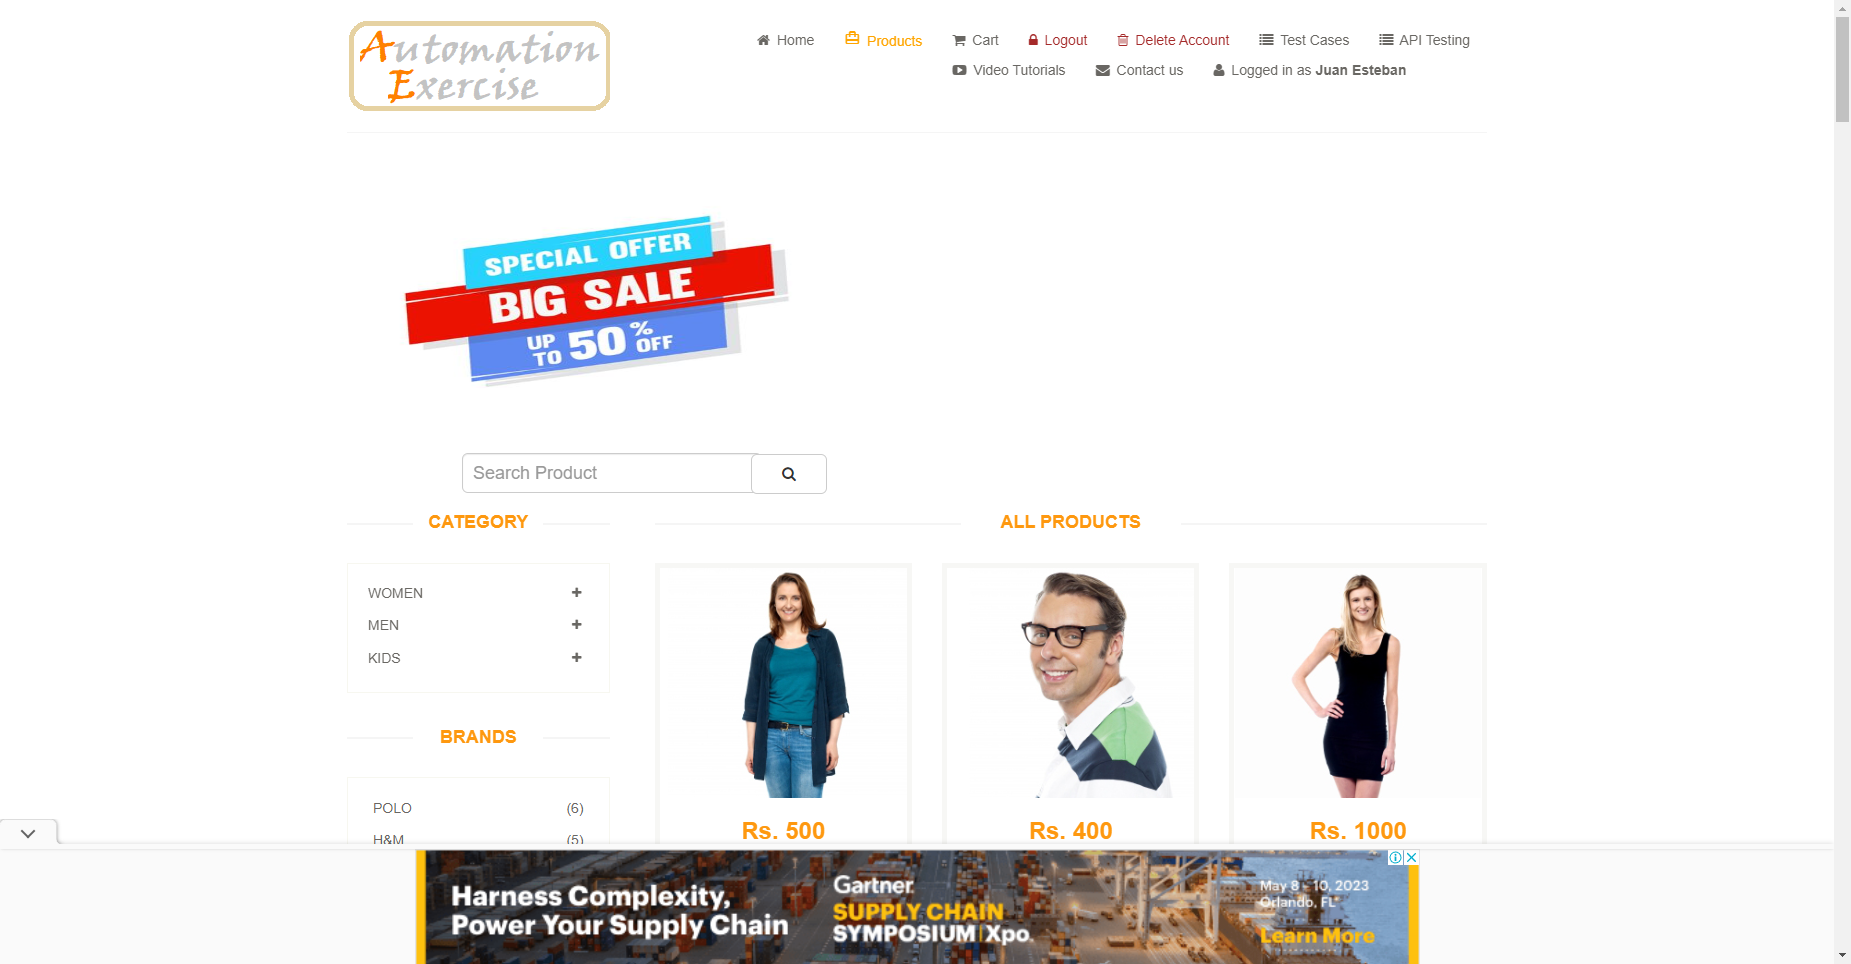 Automation
Exercise
Home
Products
Cart
Logout
Delete Account
Test Cases
API Testing
Video Tutorials
Contact us
Logged in as Juan Esteban
SPECIAL OFFER
BIG SALE
UP TO 50% OFF
Search Product
CATEGORY
WOMEN
MEN
KIDS
BRANDS
POLO (6)
H&M (5)
ALL PRODUCTS
Rs. 500
Rs. 400
Rs. 1000
Harness Complexity,
Power Your Supply Chain
Gartner
SUPPLY CHAIN
SYMPOSIUM | Xpo
May 8 - 10, 2023
Orlando, FL
Learn More